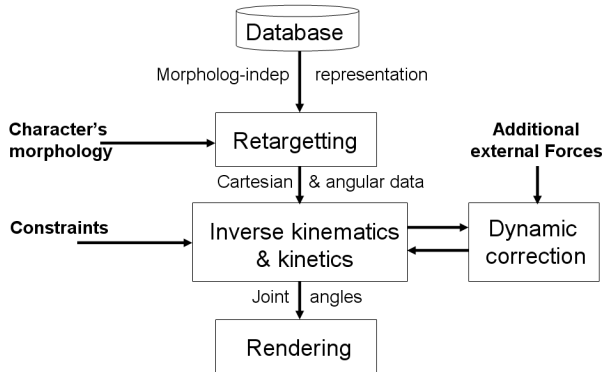 Database
Morpholog-indep representation
Character's
morphology
Retargetting
Additional
external Forces
Cartesian & angular data
Constraints
Inverse kinematics
& kinetics
Dynamic
correction
Joint angles
Rendering